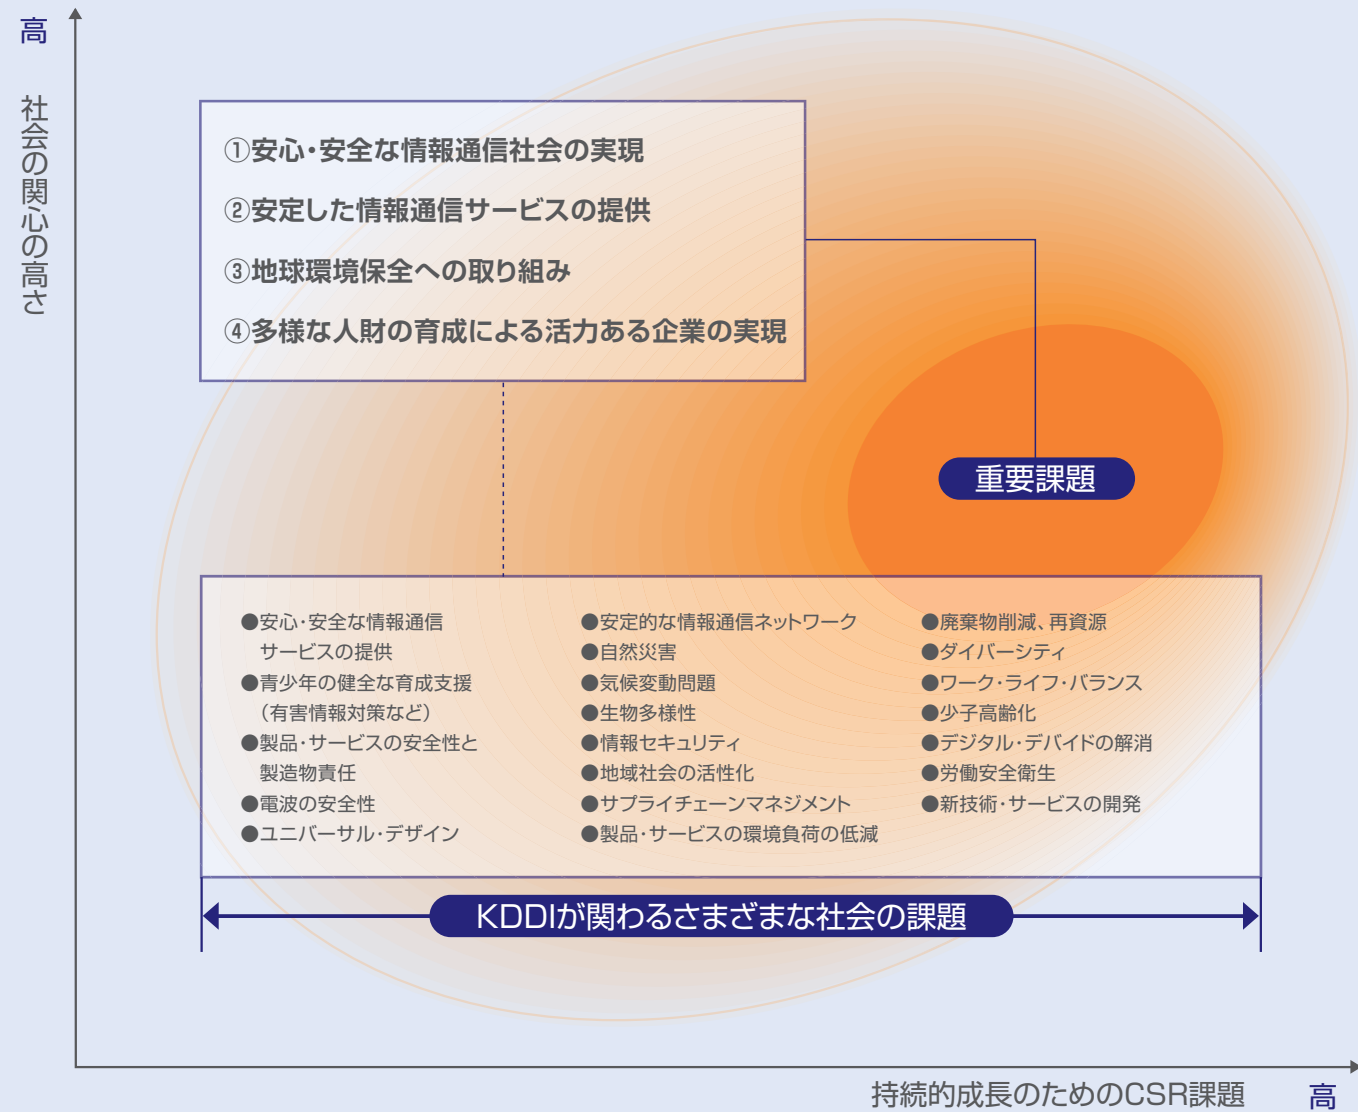 高
社会の関心の高さ
①安心・安全な情報通信社会の実現
②安定した情報通信サービスの提供
③地球環境保全への取り組み
④多様な人財の育成による活力ある企業の実現
重要課題
●安心・安全な情報通信
サービスの提供
●青少年の健全な育成支援
（有害情報対策など）
●製品・サービスの安全性と
製造物責任
●電波の安全性
●ユニバーサル・デザイン
●安定的な情報通信ネットワーク
●自然災害
●気候変動問題
●生物多様性
●情報セキュリティ
●地域社会の活性化
●サプライチェーンマネジメント
●製品・サービスの環境負荷の低減
●廃棄物削減、再資源
●ダイバーシティ
●ワーク・ライフ・バランス
●少子高齢化
●デジタル・デバイドの解消
●労働安全衛生
●新技術・サービスの開発
KDDIが関わるさまざまな社会の課題
持続的成長のためのCSR課題 高